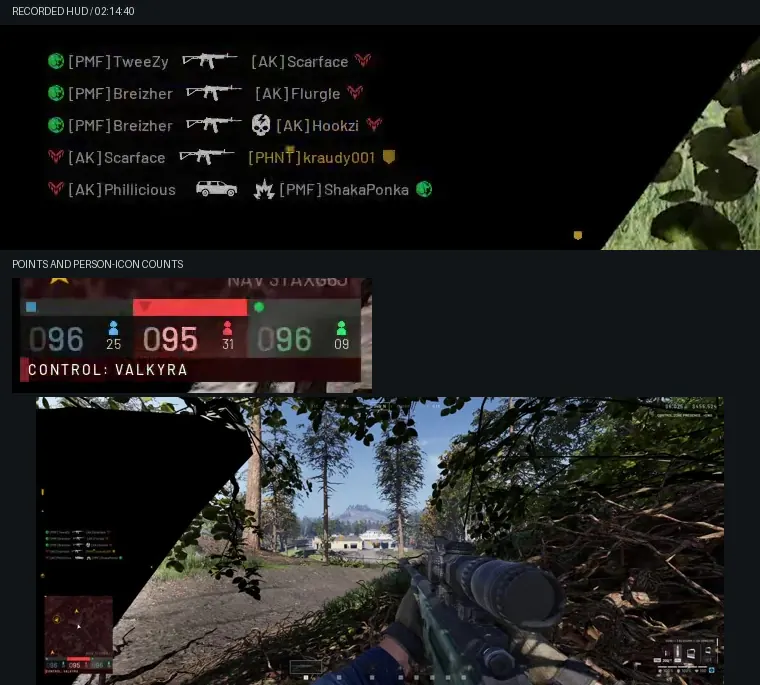 RECORDED HUD / 02:14:40
[PMF]TweeZy [AK]Scarface
[PMF]Breizher [AK]Flurgle
[PMF]Breizher [AK]Hookzi
[AK]Scarface [PHNT]kraudy001
[AK]Phillicious [PMF]ShakaPonka
POINTS AND PERSON-ICON COUNTS
096 25 095 31 096 09
CONTROL: VALKYRA